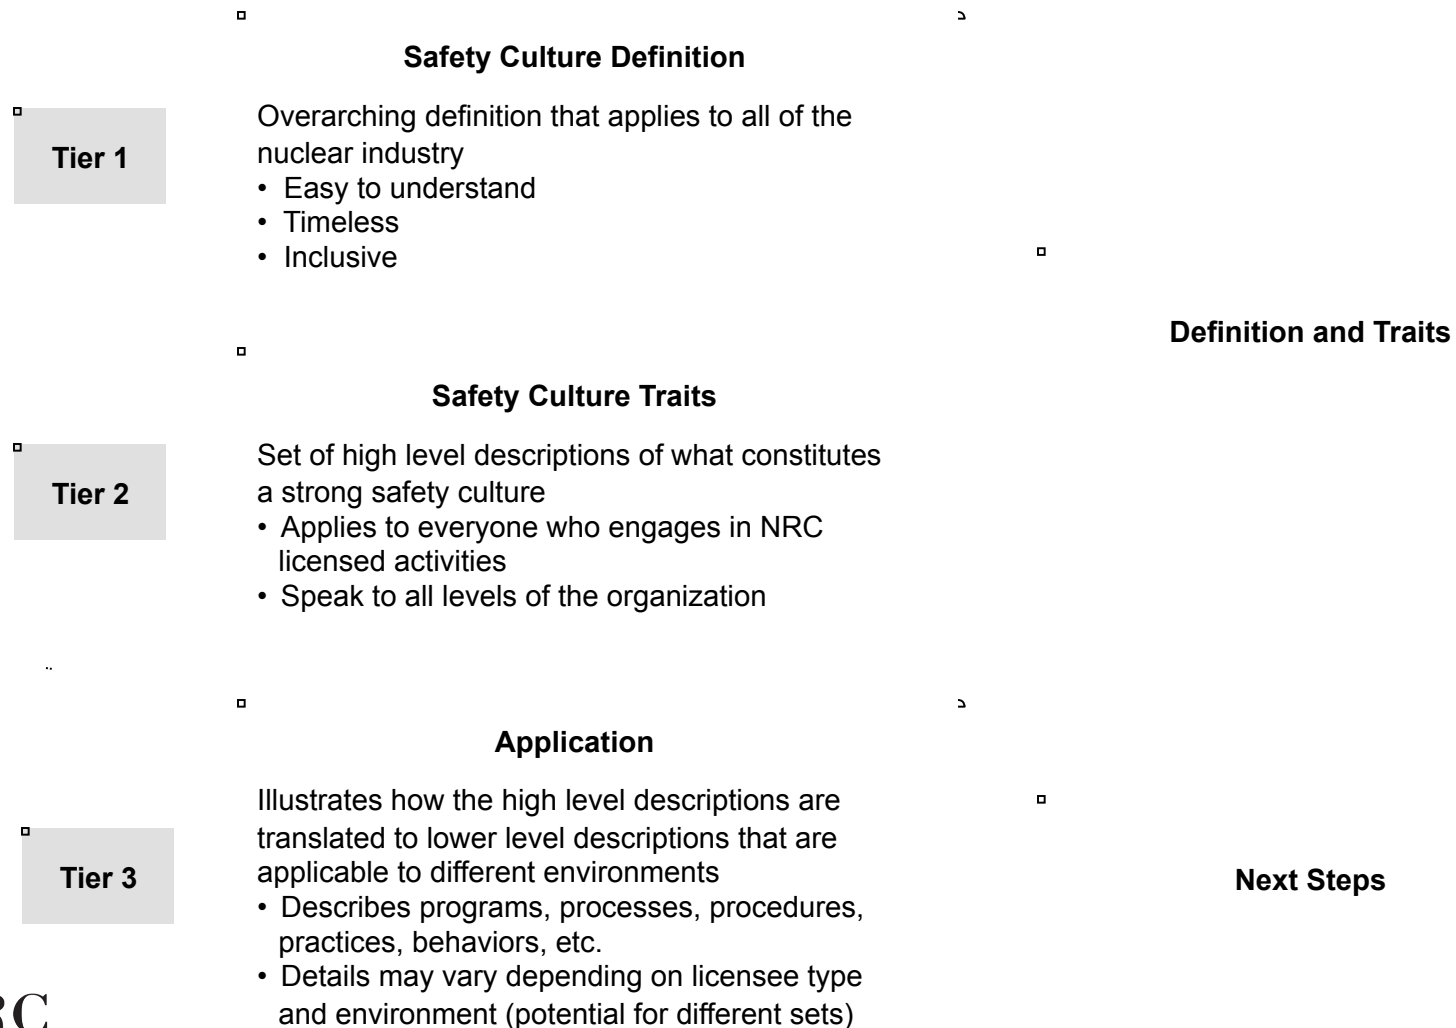 Safety Culture Definition
Tier 1
Overarching definition that applies to all of the
nuclear industry
• Easy to understand
• Timeless
• Inclusive
Definition and Traits
Safety Culture Traits
Tier 2
Set of high level descriptions of what constitutes
a strong safety culture
• Applies to everyone who engages in NRC
licensed activities
• Speak to all levels of the organization
Application
Tier 3
Illustrates how the high level descriptions are
translated to lower level descriptions that are
applicable to different environments
• Describes programs, processes, procedures,
practices, behaviors, etc.
• Details may vary depending on licensee type
and environment (potential for different sets)
Next Steps